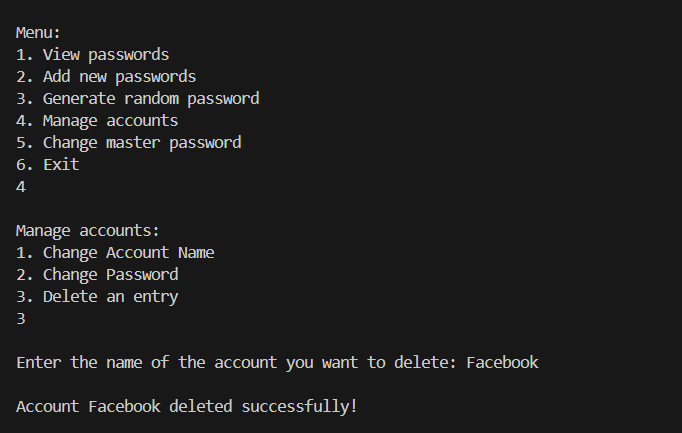 Menu:
1. View passwords
2. Add new passwords
3. Generate random password
4. Manage accounts
5. Change master password
6. Exit
4
Manage accounts:
1. Change Account Name
2. Change Password
3. Delete an entry
3
Enter the name of the account you want to delete: Facebook
Account Facebook deleted successfully!